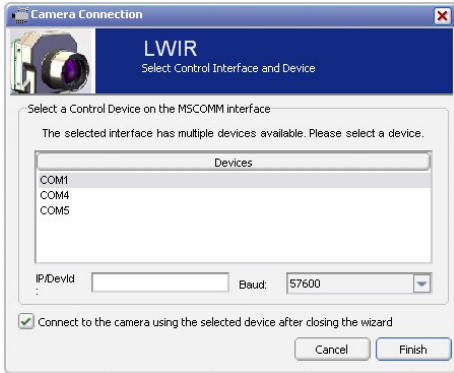 Camera Connection
LWIR
Select Control Interface and Device
Select a Control Device on the MSCOMM interface
The selected interface has multiple devices available. Please select a device.
Devices
COM1
COM4
COM5
IP/DevId
:
Baud:
57600
Connect to the camera using the selected device after closing the wizard
Cancel
Finish